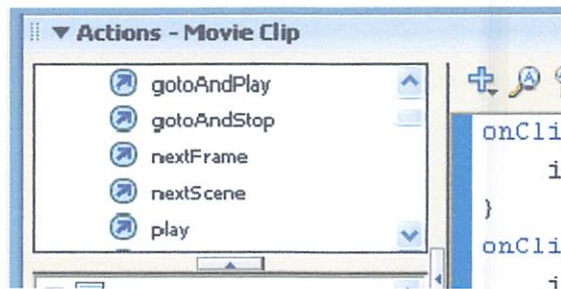 Actions - Movie Clip
gotoAndPlay
gotoAndStop
nextFrame
nextScene
play
onCli
i
}
onCli
i